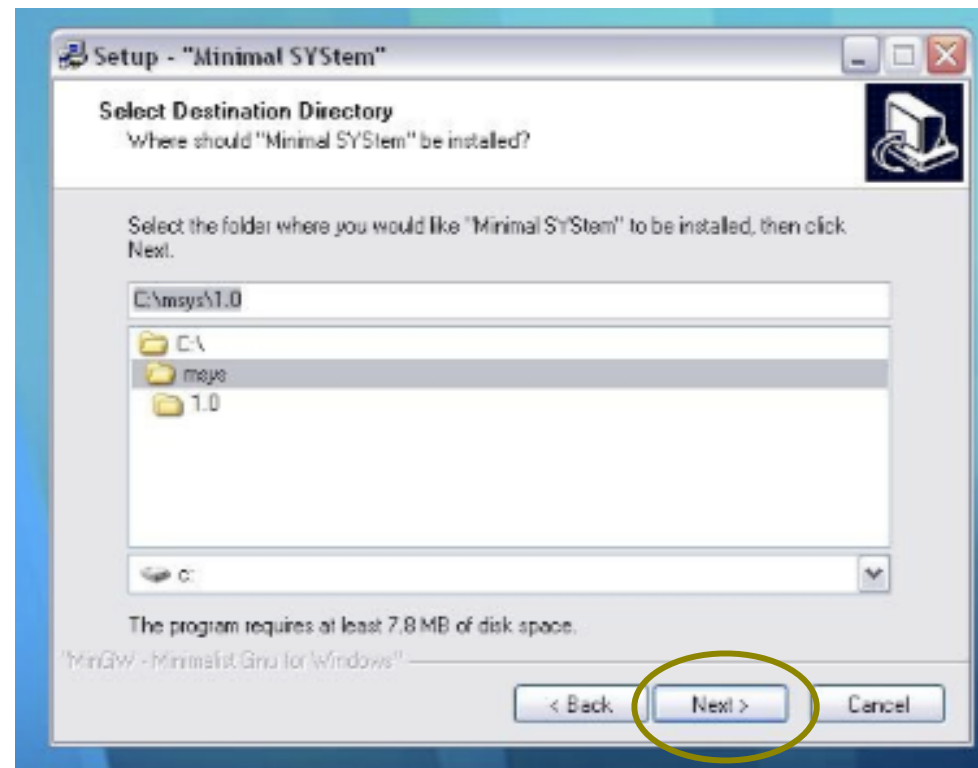 Setup - "Minimal SYStem"
Select Destination Directory
Where should "Minimal SYStem" be installed?
Select the folder where you would like "Minimal SYStem" to be installed, then click
Next.
C:\msys\1.0
C:\
msys
1.0
c:
The program requires at least 7.8 MB of disk space.
"MinGW - Minimalist Gnu for Windows"
< Back
Next >
Cancel